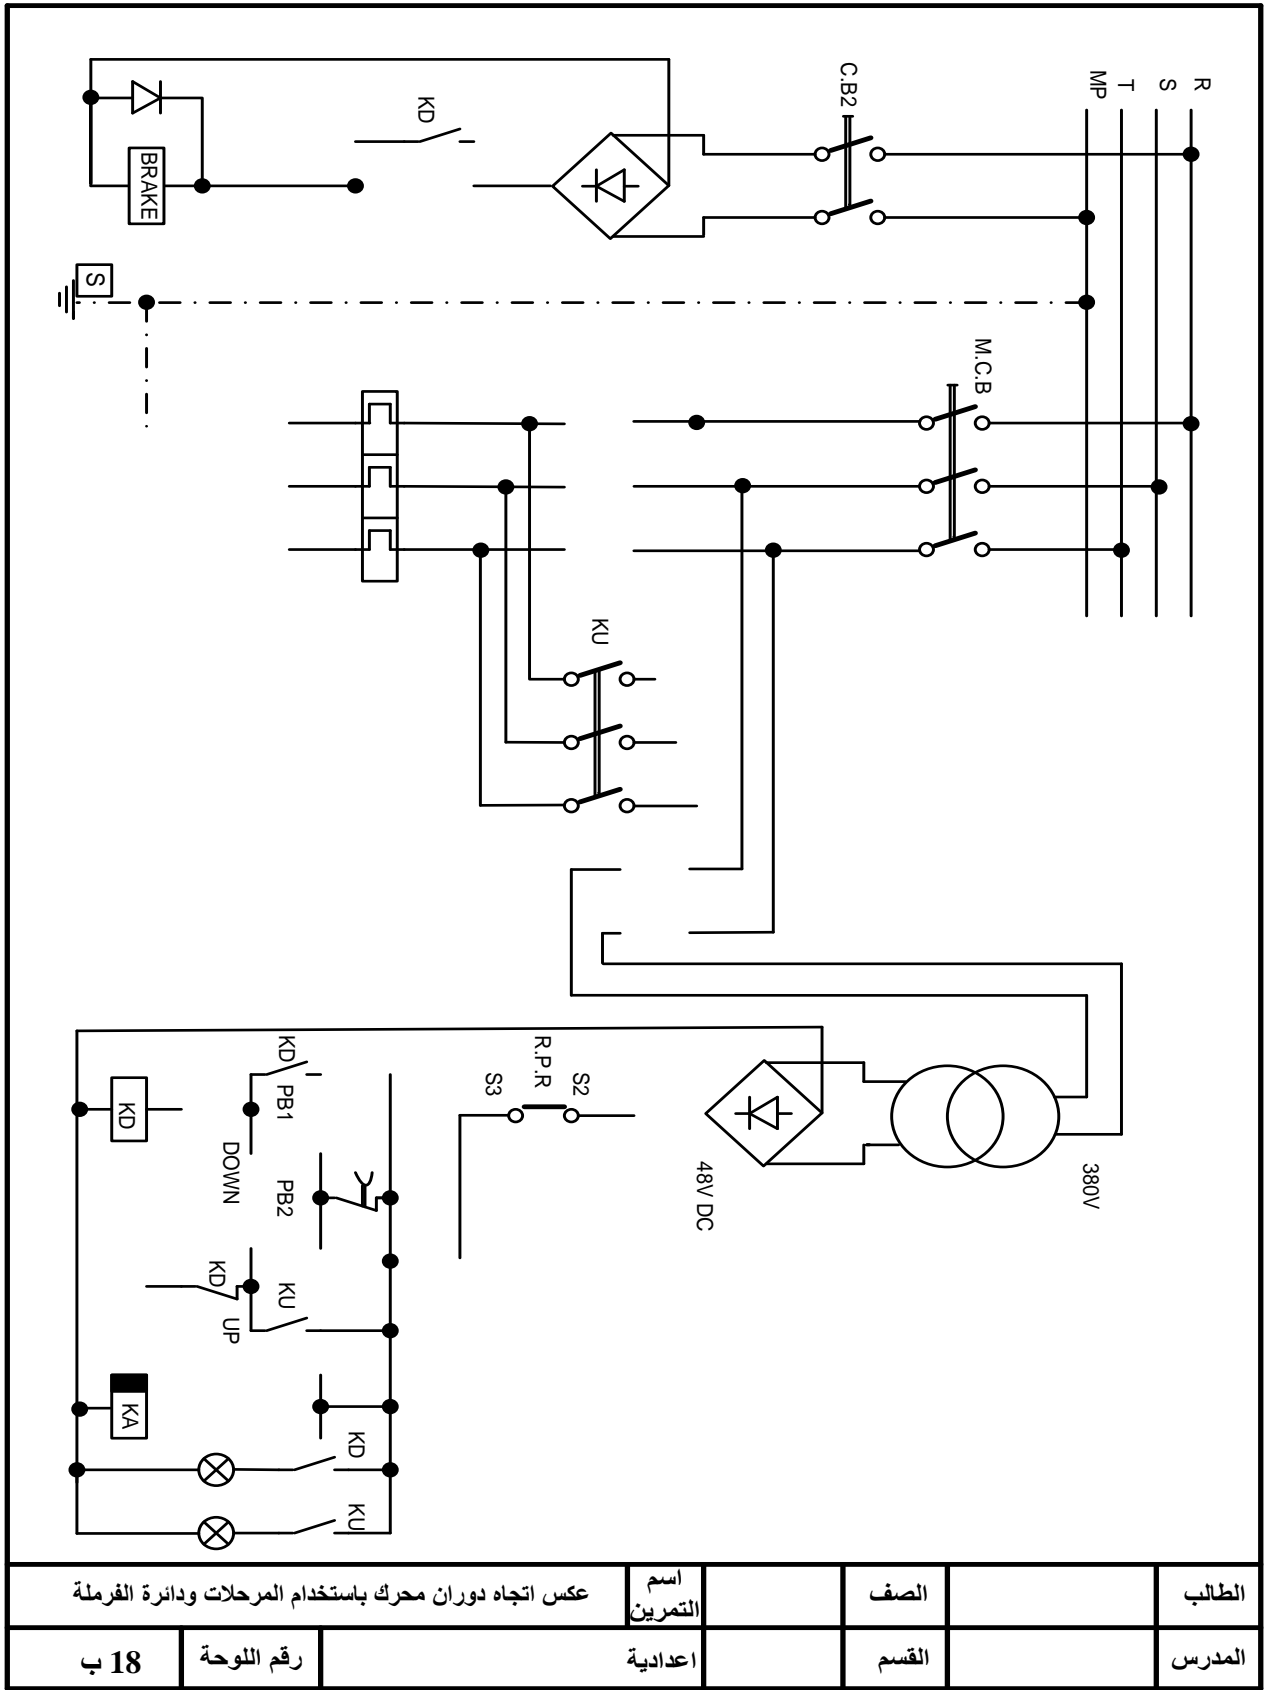 R
S
T
MP
C.B2
KD
BRAKE
S
M.C.B
KU
380V
48V DC
R.P.R
S2
S3
KD
PB1
KD
DOWN
PB2
KD
KU
UP
KA
KD
KU
الطالب
الصف
اسم التمرين
عكس اتجاه دوران محرك باستخدام المرحلات ودائرة الفرملة
المدرس
القسم
اعدادية
رقم اللوحة
18 ب